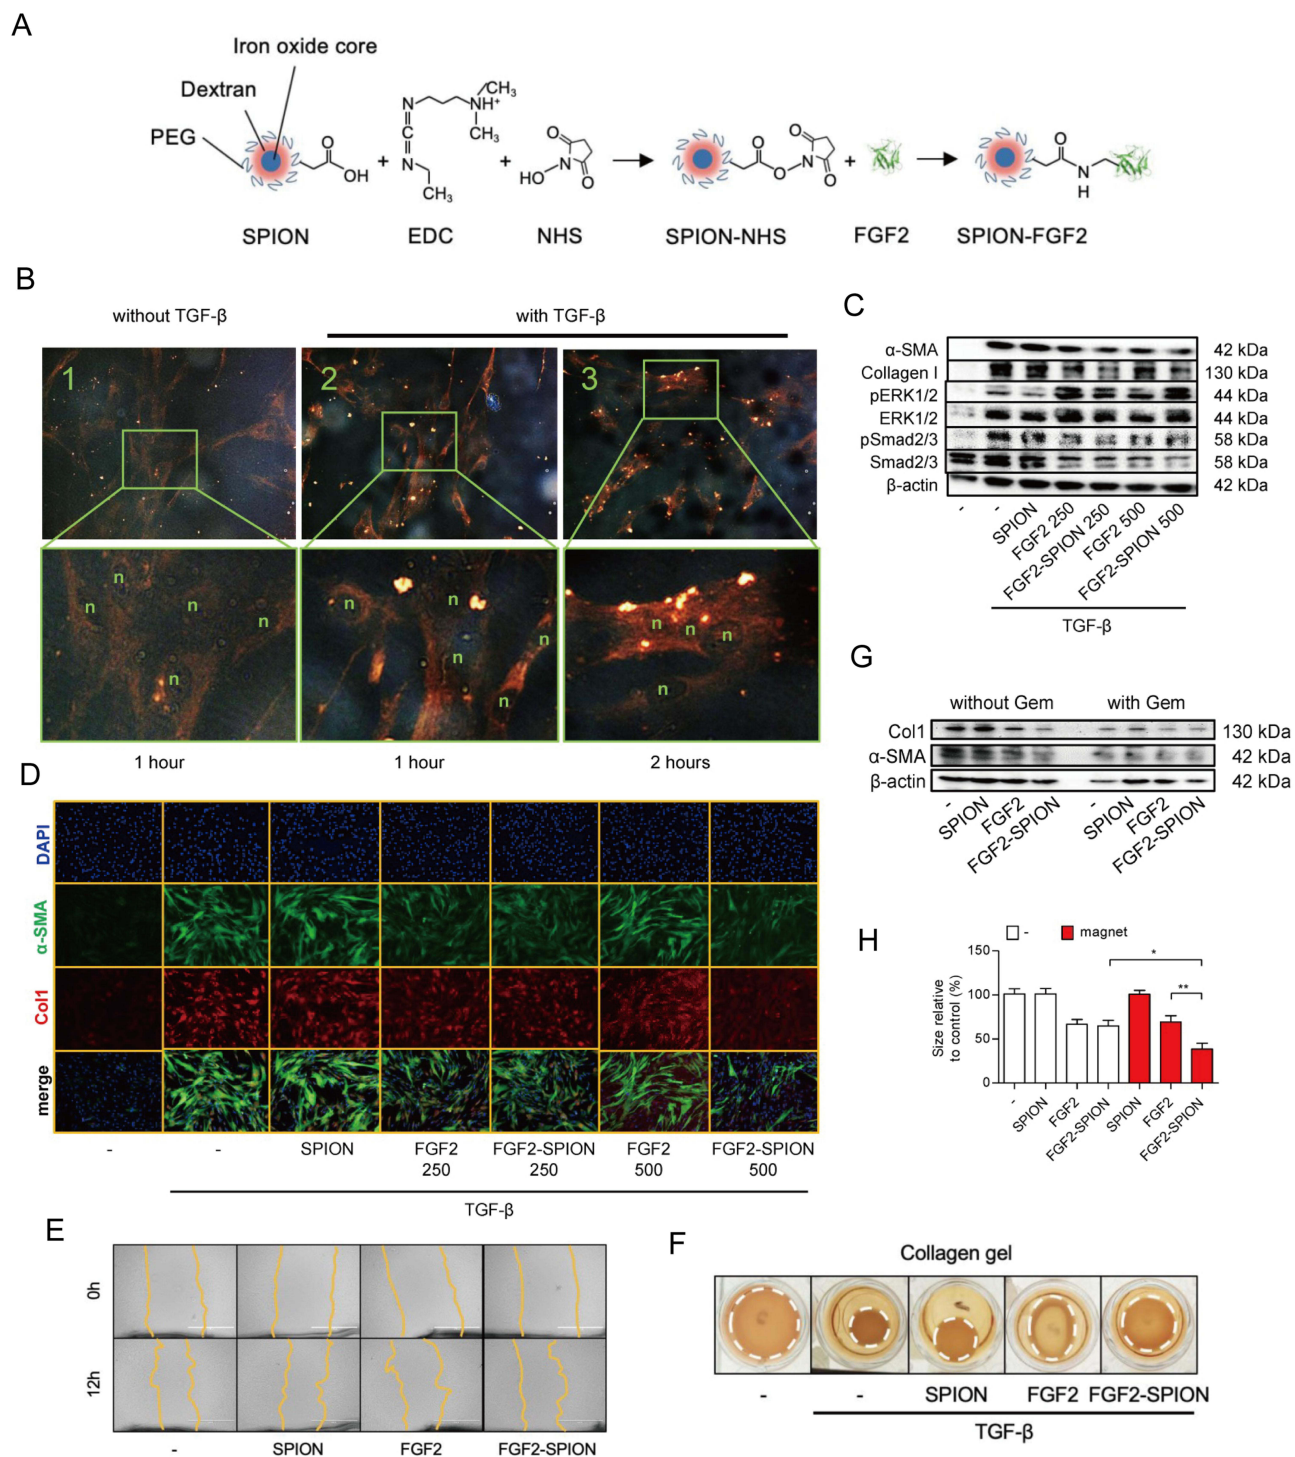 A
Iron oxide core
Dextran
PEG
OH
O
+
N
N
NH+
CH3
CH3
CH3
+
HO
N
O
O
O
O
N
O
O
+
O
N
H
SPION
EDC
NHS
SPION-NHS
FGF2
SPION-FGF2
B
without TGF-β
with TGF-β
1
2
3
n
n
n
n
n
n
n
n
n
n
n
n
n
n
1 hour
1 hour
2 hours
C
α-SMA 42 kDa
Collagen I 130 kDa
pERK1/2 44 kDa
ERK1/2 44 kDa
pSmad2/3 58 kDa
Smad2/3 58 kDa
β-actin 42 kDa
-
-
SPION
FGF2 250
FGF2-SPION 250
FGF2 500
FGF2-SPION 500
TGF-β
D
DAPI
α-SMA
Col1
merge
-
-
SPION
FGF2 250
FGF2-SPION 250
FGF2 500
FGF2-SPION 500
TGF-β
E
0h
12h
-
SPION
FGF2
FGF2-SPION
F
Collagen gel
-
-
SPION
FGF2
FGF2-SPION
TGF-β
G
without Gem
with Gem
Col1 130 kDa
α-SMA 42 kDa
β-actin 42 kDa
-
SPION
FGF2
FGF2-SPION
-
SPION
FGF2
FGF2-SPION
H
-
magnet
Size relative
to control (%)
150
100
50
0
*
**
-
SPION
FGF2
FGF2-SPION
SPION
FGF2
FGF2-SPION